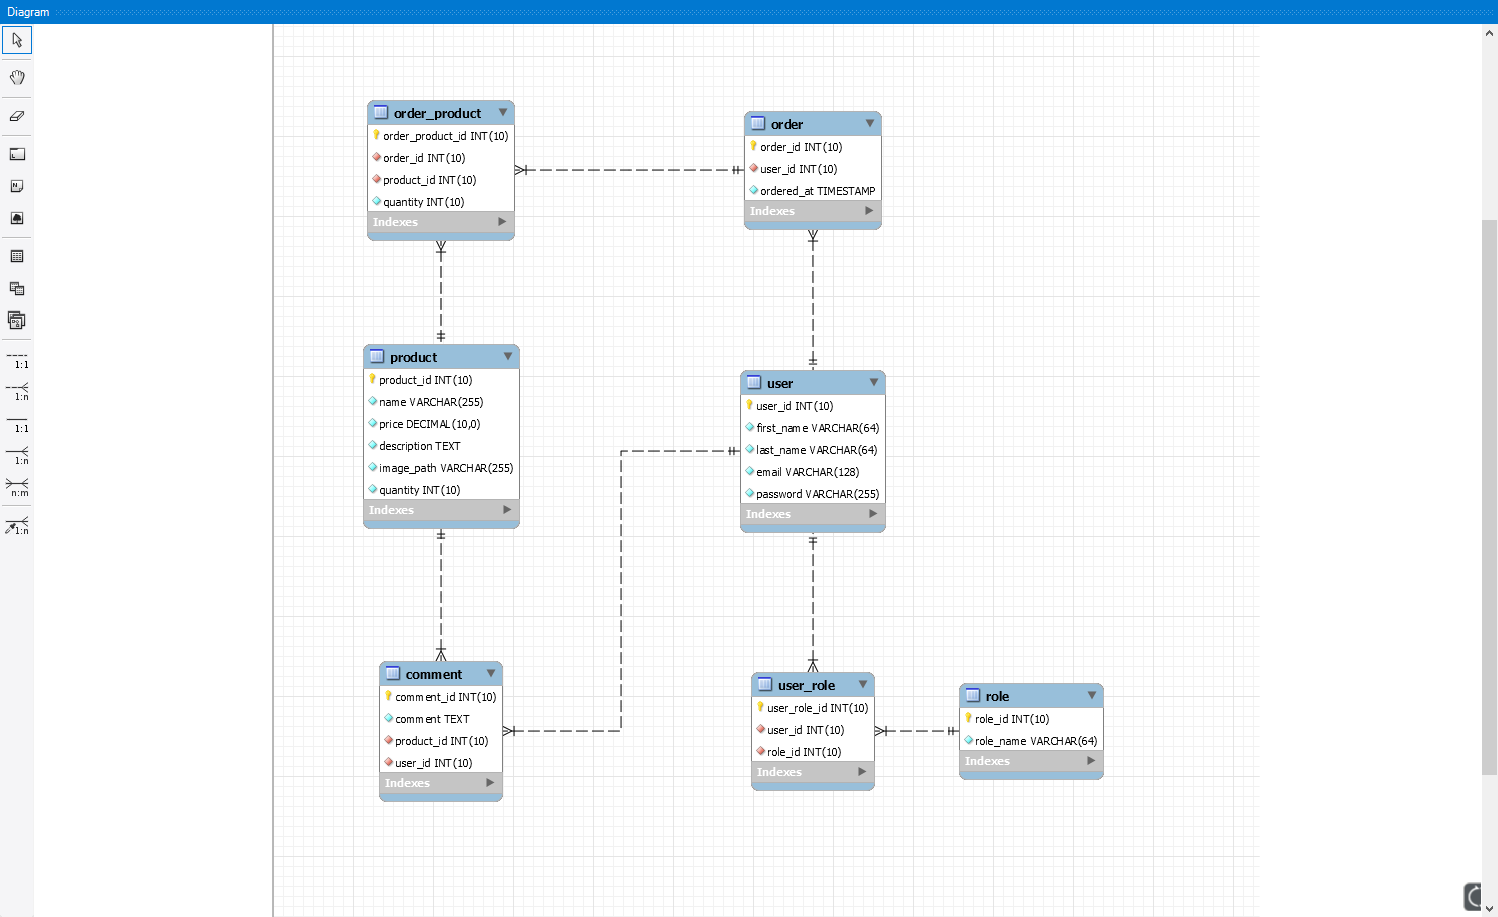 Diagram
1:1
1:n
1:1
1:n
n:m
1:n
order_product
order_product_id INT(10)
order_id INT(10)
product_id INT(10)
quantity INT(10)
Indexes
order
order_id INT(10)
user_id INT(10)
ordered_at TIMESTAMP
Indexes
product
product_id INT(10)
name VARCHAR(255)
price DECIMAL(10,0)
description TEXT
image_path VARCHAR(255)
quantity INT(10)
Indexes
user
user_id INT(10)
first_name VARCHAR(64)
last_name VARCHAR(64)
email VARCHAR(128)
password VARCHAR(255)
Indexes
comment
comment_id INT(10)
comment TEXT
product_id INT(10)
user_id INT(10)
Indexes
user_role
user_role_id INT(10)
user_id INT(10)
role_id INT(10)
Indexes
role
role_id INT(10)
role_name VARCHAR(64)
Indexes